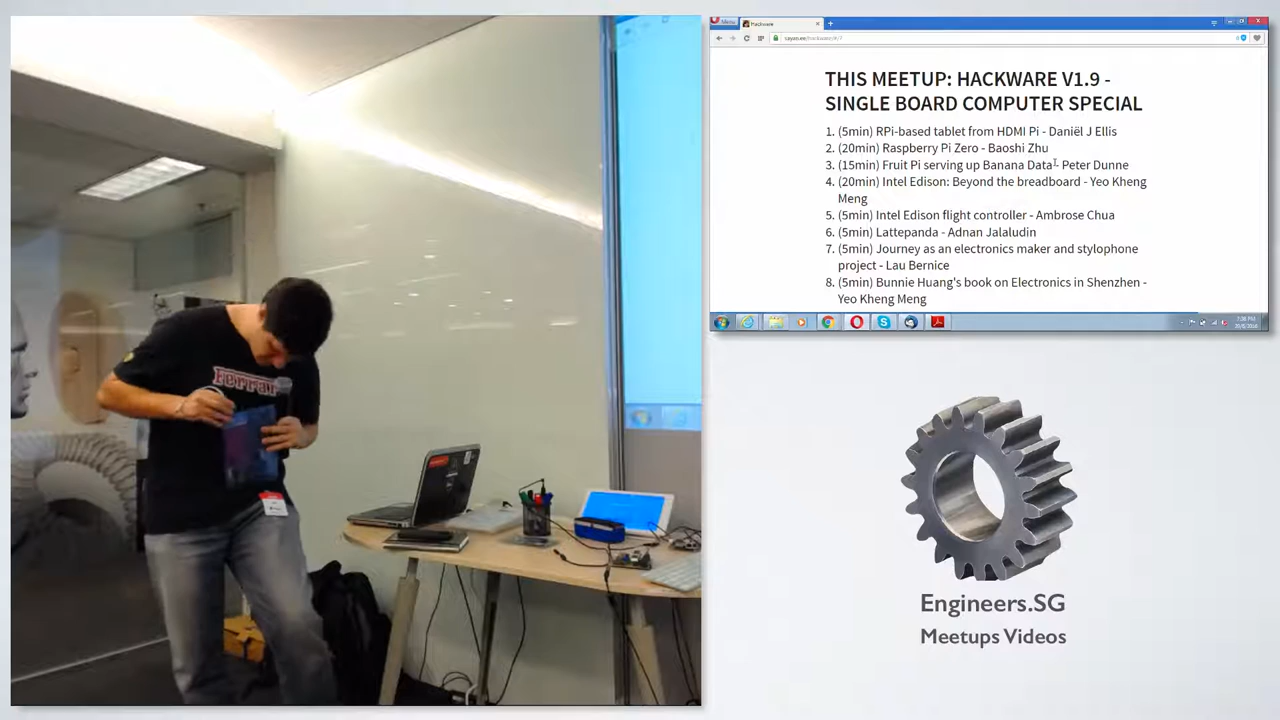 Ferrari
Menu
Hackware
THIS MEETUP: HACKWARE V1.9 -
SINGLE BOARD COMPUTER SPECIAL
1. (5min) RPi-based tablet from HDMI Pi - Daniël J Ellis
2. (20min) Raspberry Pi Zero - Baoshi Zhu
3. (15min) Fruit Pi serving up Banana Data - Peter Dunne
4. (20min) Intel Edison: Beyond the breadboard - Yeo Kheng
Meng
5. (5min) Intel Edison flight controller - Ambrose Chua
6. (5min) Lattepanda - Adnan Jalaludin
7. (5min) Journey as an electronics maker and stylophone
project - Lau Bernice
8. (5min) Bunnie Huang's book on Electronics in Shenzhen -
Yeo Kheng Meng
Engineers.SG
Meetups Videos